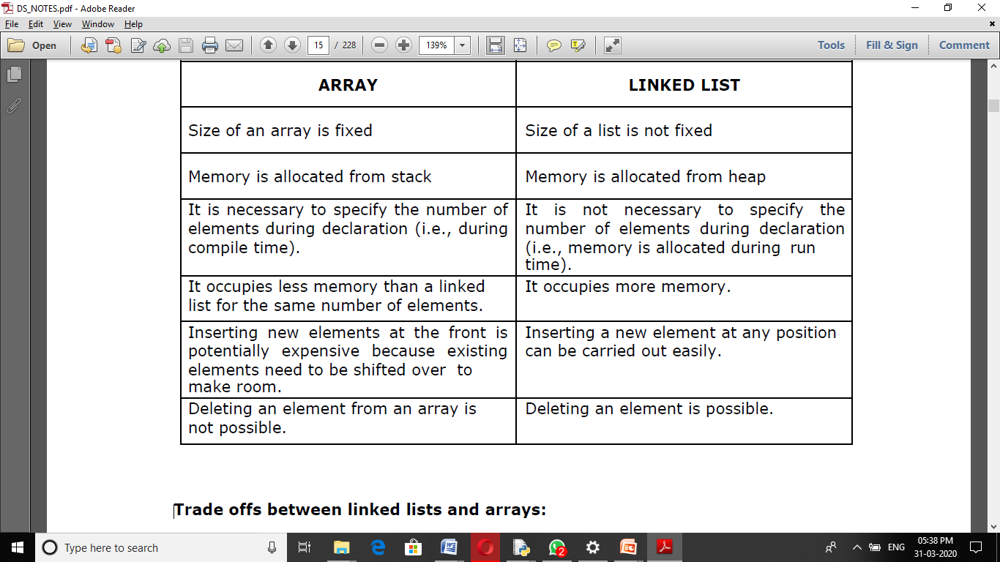 DS_NOTES.pdf - Adobe Reader
File Edit View Window Help
Open 15 / 228 139% Tools Fill & Sign Comment
ARRAY LINKED LIST
Size of an array is fixed Size of a list is not fixed
Memory is allocated from stack Memory is allocated from heap
It is necessary to specify the number of
elements during declaration (i.e., during
compile time).
It is not necessary to specify the
number of elements during declaration
(i.e., memory is allocated during run
time).
It occupies less memory than a linked
list for the same number of elements.
It occupies more memory.
Inserting new elements at the front is
potentially expensive because existing
elements need to be shifted over to
make room.
Inserting a new element at any position
can be carried out easily.
Deleting an element from an array is
not possible.
Deleting an element is possible.
Trade offs between linked lists and arrays:
Type here to search
2
ENG
05:38 PM
31-03-2020